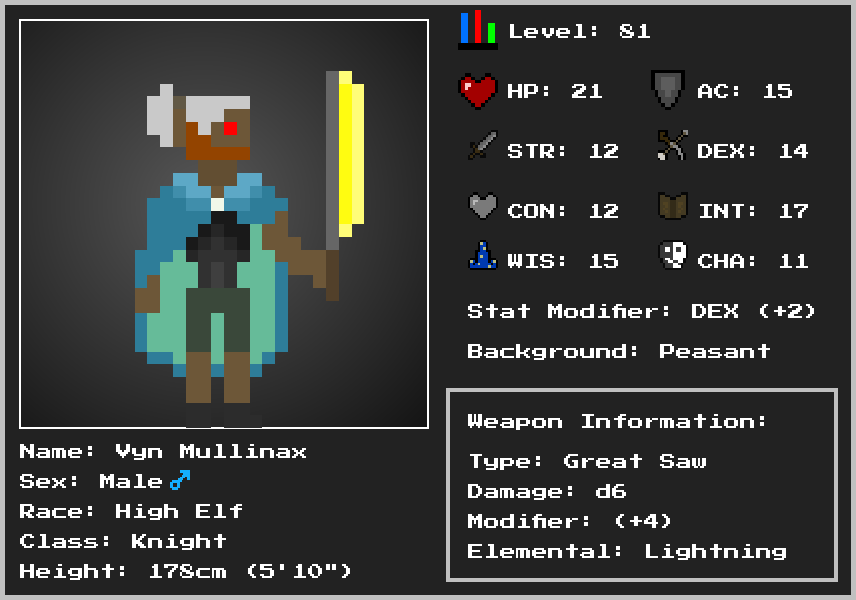 Level: 81
HP: 21
AC: 15
STR: 12
DEX: 14
CON: 12
INT: 17
WIS: 15
CHA: 11
Stat Modifier: DEX (+2)
Background: Peasant
Weapon Information:
Type: Great Saw
Damage: d6
Modifier: (+4)
Elemental: Lightning
Name: Vyn Mullinax
Sex: Male ♂
Race: High Elf
Class: Knight
Height: 178cm (5'10")